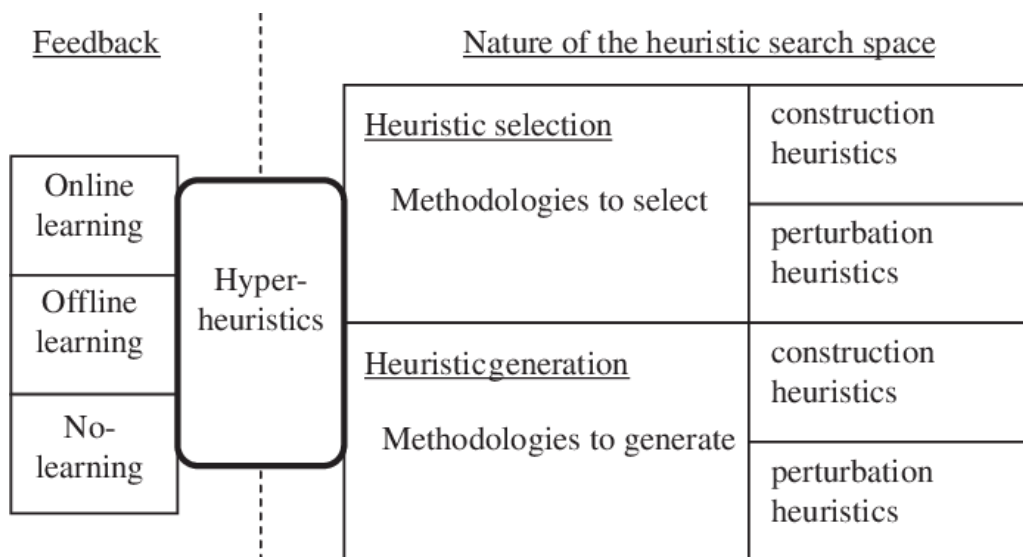 Feedback
Nature of the heuristic search space
Online
learning
Offline
learning
No-
learning
Hyper-
heuristics
Heuristic selection
Methodologies to select
construction
heuristics
perturbation
heuristics
Heuristicgeneration
Methodologies to generate
construction
heuristics
perturbation
heuristics